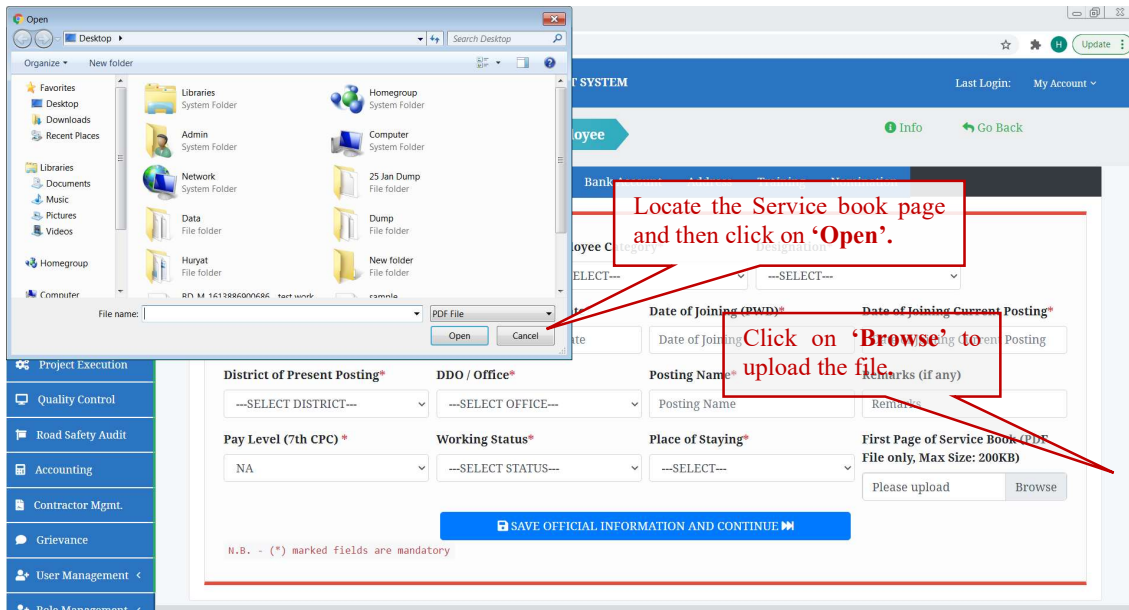 Open
Desktop
Search Desktop
Organize
New folder
Favorites
Desktop
Downloads
Recent Places
Libraries
Documents
Music
Pictures
Videos
Homegroup
Computer
Libraries
System Folder
Homegroup
System Folder
Admin
System Folder
Computer
System Folder
Network
System Folder
25 Jan Dump
File folder
Data
File folder
Dump
File folder
Huryat
File folder
New folder
File folder
sample
File name:
PDF File
Open
Cancel
H
Update
T SYSTEM
Last Login:
My Account
loyee
Info
Go Back
Bank Account
Address
Training
Nomination
Locate the Service book page
and then click on ‘Open’.
---SELECT---
Date of Joining (PWD)*
Date of Joining Current Posting*
Date of Joining
Click on ‘Browse’ to
upload the file.
Project Execution
Quality Control
Road Safety Audit
Accounting
Contractor Mgmt.
Grievance
User Management
Role Management
District of Present Posting*
DDO / Office*
Posting Name*
Remarks (if any)
---SELECT DISTRICT---
---SELECT OFFICE---
Posting Name
Remarks
Pay Level (7th CPC) *
Working Status*
Place of Staying*
First Page of Service Book (PDF
File only, Max Size: 200KB)
NA
---SELECT STATUS---
---SELECT---
Please upload
Browse
SAVE OFFICIAL INFORMATION AND CONTINUE
N.B. - (*) marked fields are mandatory